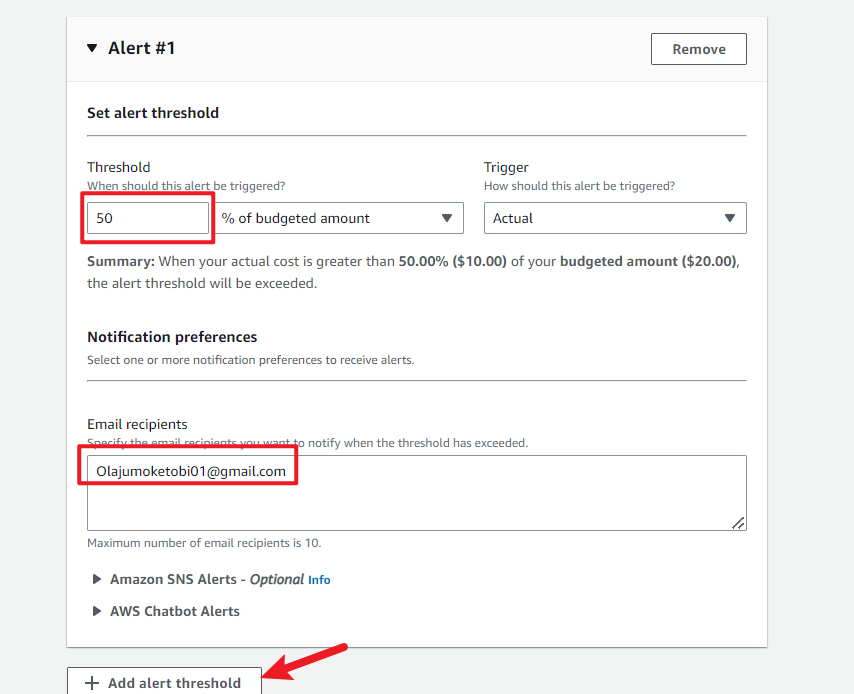 Alert #1
Remove
Set alert threshold
Threshold
When should this alert be triggered?
50
% of budgeted amount
Trigger
How should this alert be triggered?
Actual
Summary: When your actual cost is greater than 50.00% ($10.00) of your budgeted amount ($20.00),
the alert threshold will be exceeded.
Notification preferences
Select one or more notification preferences to receive alerts.
Email recipients
Specify the email recipients you want to notify when the threshold has exceeded.
Olajumoketobi01@gmail.com
Maximum number of email recipients is 10.
Amazon SNS Alerts - Optional Info
AWS Chatbot Alerts
+ Add alert threshold